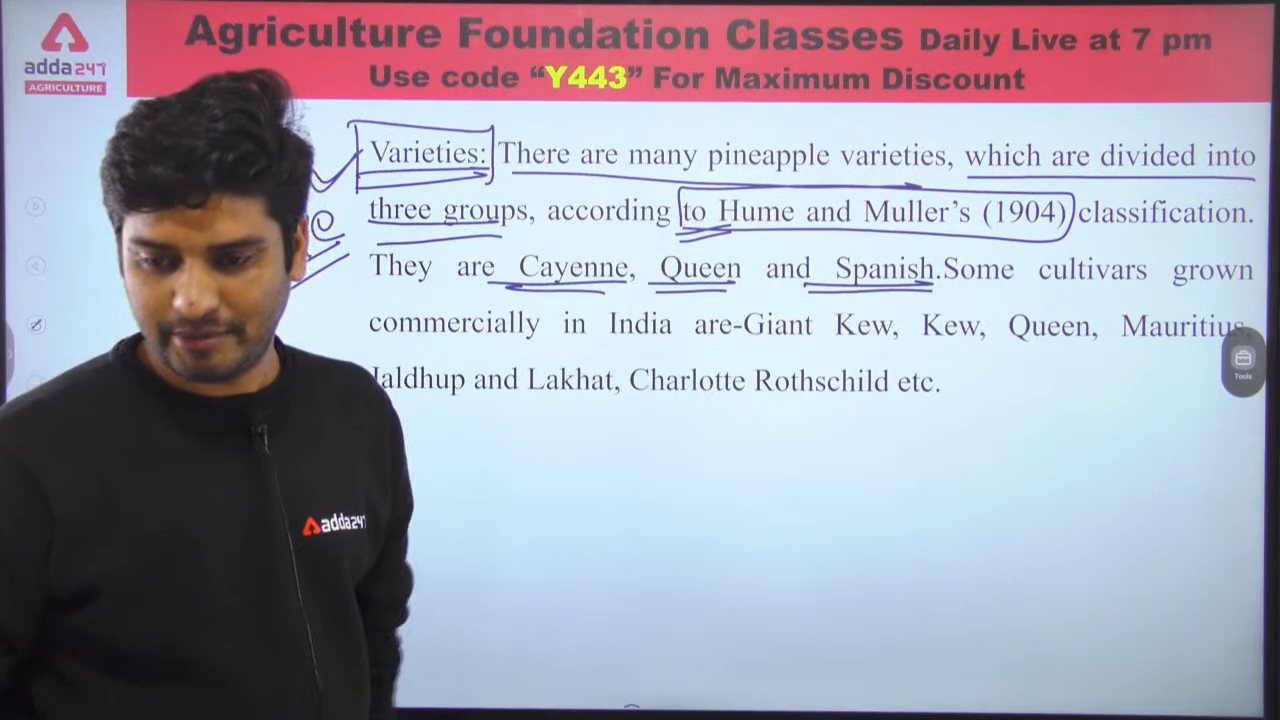 Agriculture Foundation Classes Daily Live at 7 pm
Use code “Y443” For Maximum Discount
adda247
AGRICULTURE
Varieties: There are many pineapple varieties, which are divided into
three groups, according to Hume and Muller’s (1904) classification.
They are Cayenne, Queen and Spanish.Some cultivars grown
commercially in India are-Giant Kew, Kew, Queen, Mauritius,
Jaldhup and Lakhat, Charlotte Rothschild etc.
Tools
adda247